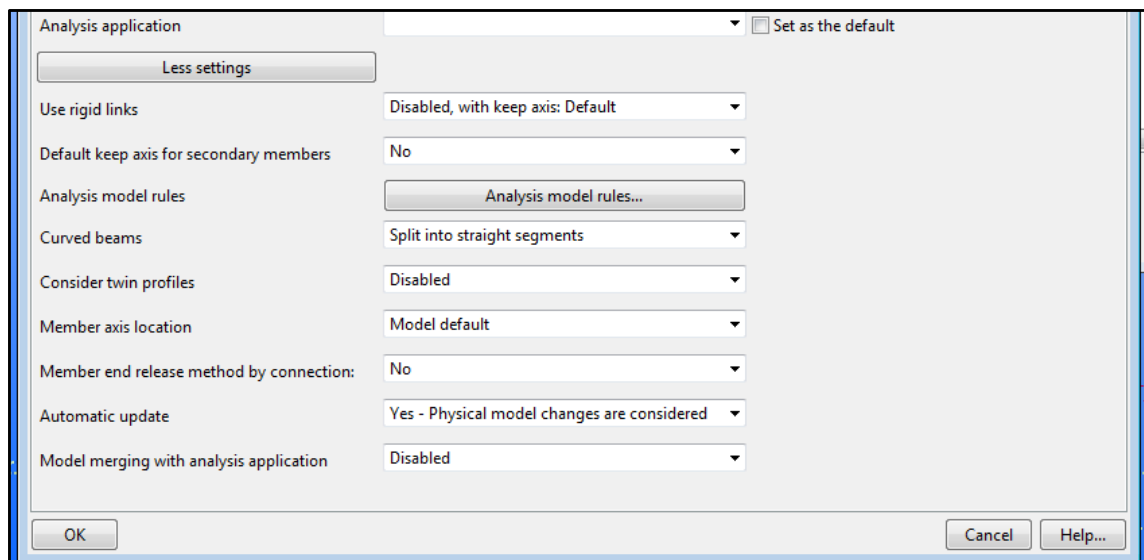 Analysis application Set as the default
Less settings
Use rigid links Disabled, with keep axis: Default
Default keep axis for secondary members No
Analysis model rules Analysis model rules...
Curved beams Split into straight segments
Consider twin profiles Disabled
Member axis location Model default
Member end release method by connection: No
Automatic update Yes - Physical model changes are considered
Model merging with analysis application Disabled
OK Cancel Help...